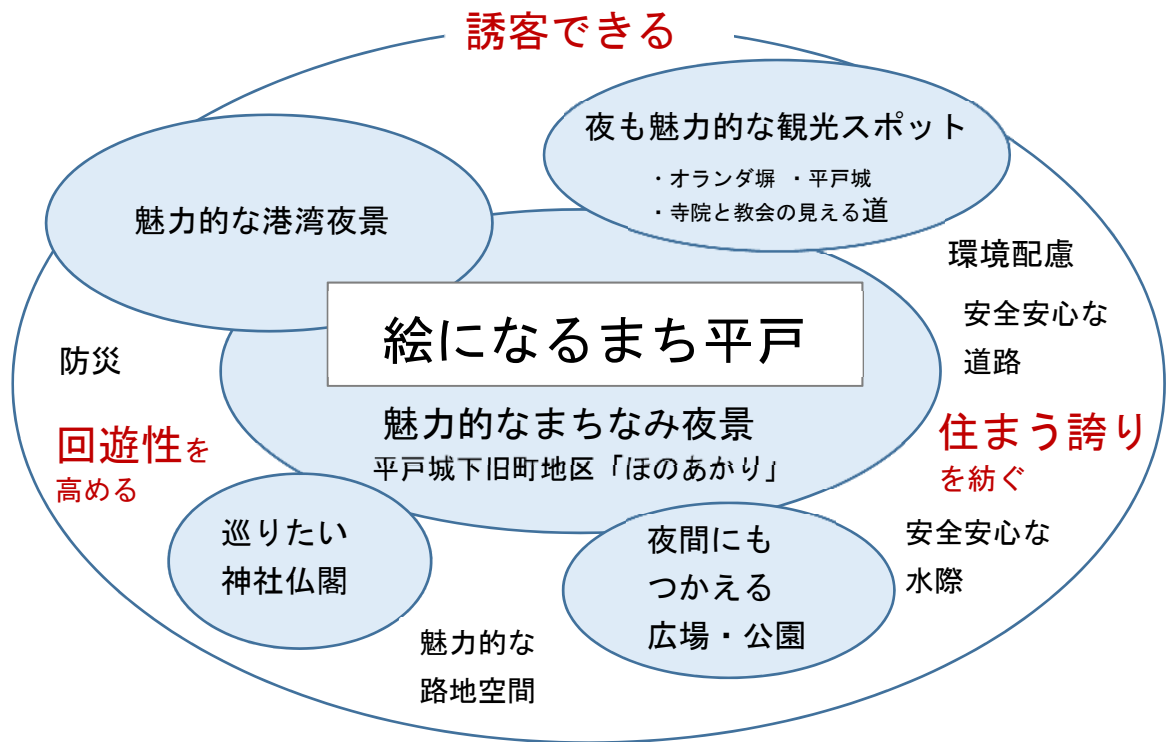 誘客できる
夜も魅力的な観光スポット
・オランダ塀 ・平戸城
・寺院と教会の見える道
魅力的な港湾夜景
環境配慮
安全安心な
道路
絵になるまち平戸
防災
魅力的なまちなみ夜景
平戸城下旧町地区「ほのあかり」
回遊性を
高める
住まう誇り
を紡ぐ
巡りたい
神社仏閣
夜間にも
つかえる
広場・公園
安全安心な
水際
魅力的な
路地空間